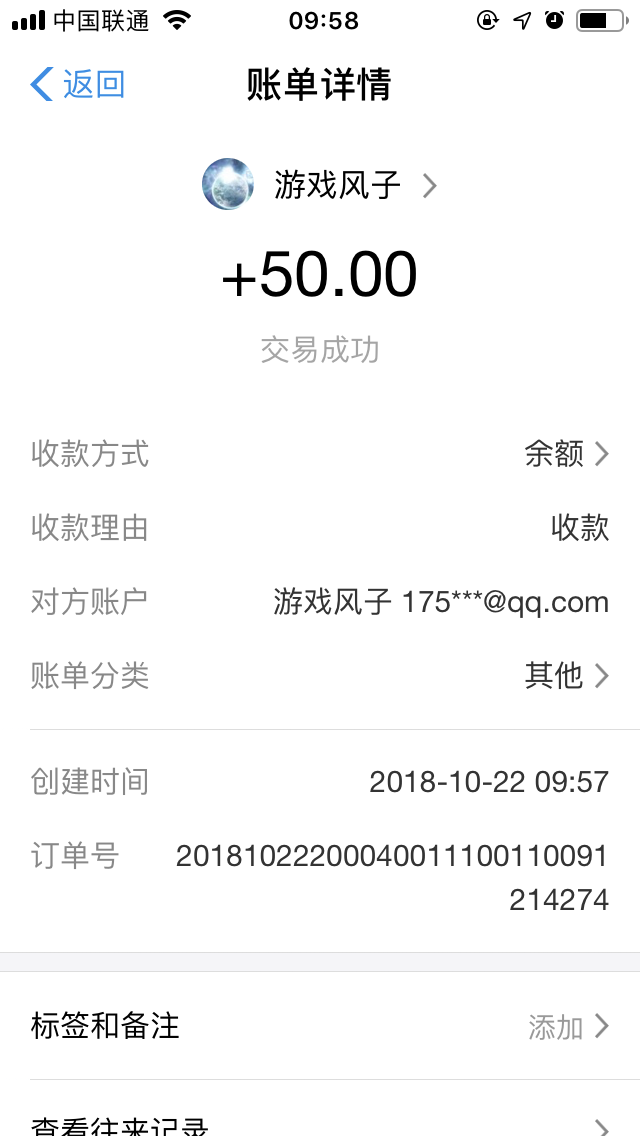 中国联通 09:58
返回 账单详情
游戏风子
+50.00
交易成功
收款方式 余额
收款理由 收款
对方账户 游戏风子 175***@qq.com
账单分类 其他
创建时间 2018-10-22 09:57
订单号 20181022200040011100110091
214274
标签和备注 添加
查看往来记录